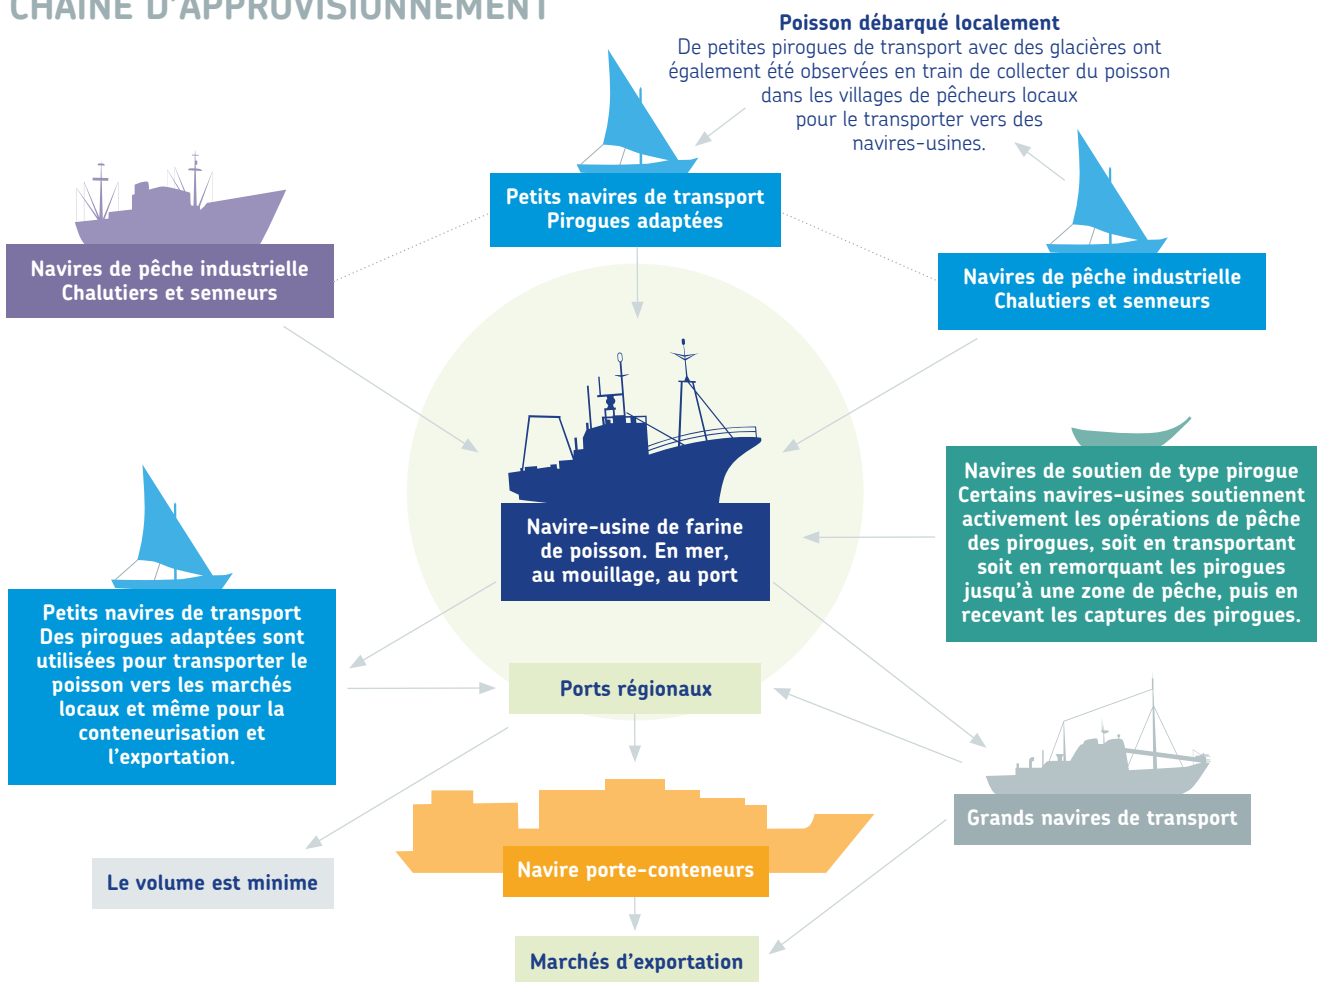 CHAÎNE D'APPROVISIONNEMENT
Poisson débarqué localement
De petites pirogues de transport avec des glacières ont
également été observées en train de collecter du poisson
dans les villages de pêcheurs locaux
pour le transporter vers des
navires-usines.
Petits navires de transport
Pirogues adaptées
Navires de pêche industrielle
Chalutiers et senneurs
Navires de pêche industrielle
Chalutiers et senneurs
Navire-usine de farine
de poisson. En mer,
au mouillage, au port
Navires de soutien de type pirogue
Certains navires-usines soutiennent
activement les opérations de pêche
des pirogues, soit en transportant
soit en remorquant les pirogues
jusqu'à une zone de pêche, puis en
recevant les captures des pirogues.
Petits navires de transport
Des pirogues adaptées sont
utilisées pour transporter le
poisson vers les marchés
locaux et même pour la
conteneurisation et
l'exportation.
Ports régionaux
Grands navires de transport
Navire porte-conteneurs
Le volume est minime
Marchés d'exportation